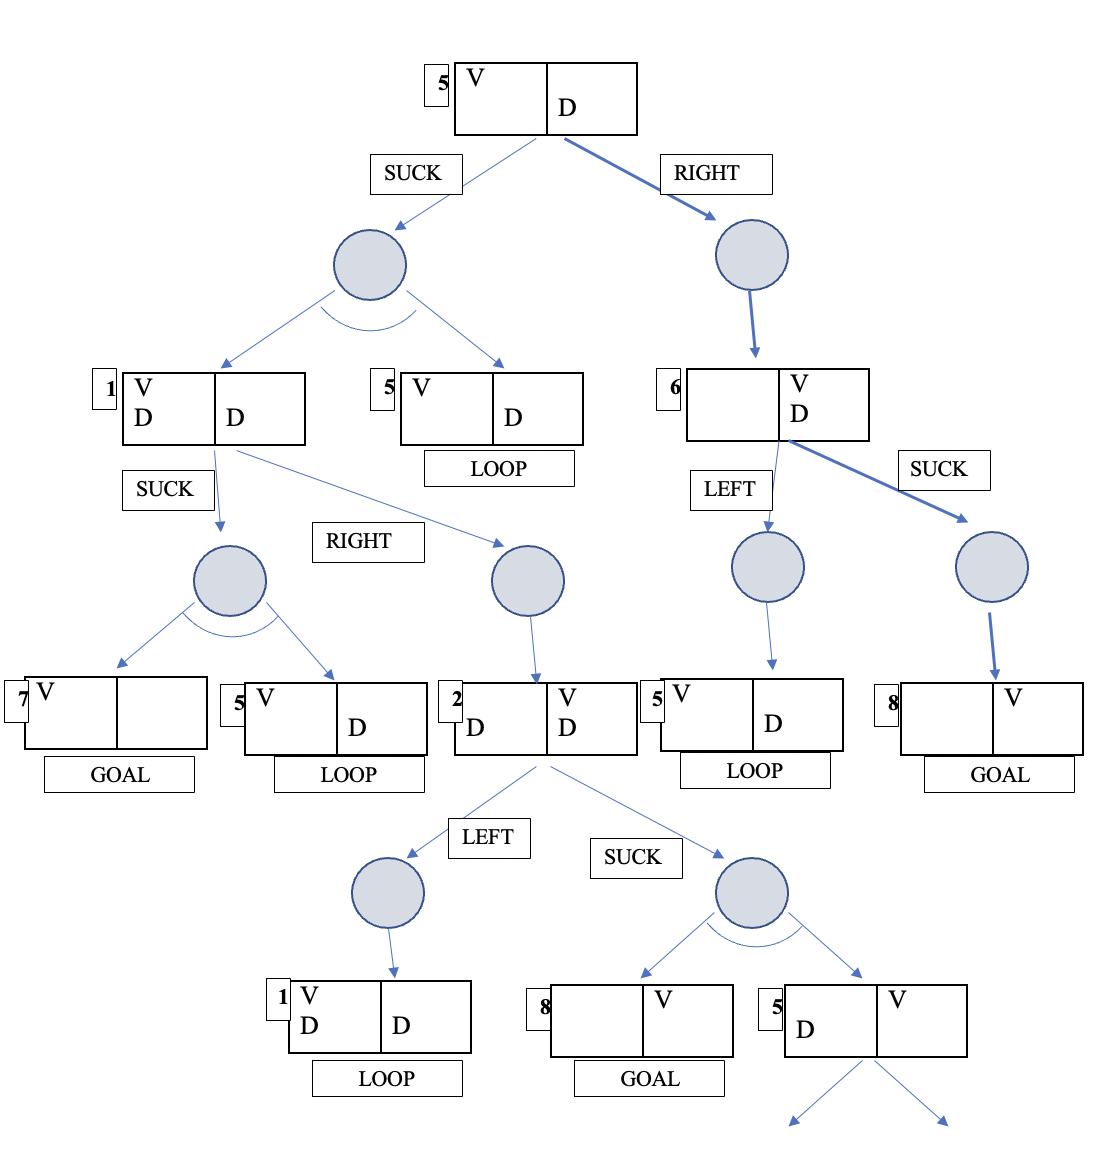 5 V
D
SUCK RIGHT
1 V 5 V 6 V
D D D D
LOOP
SUCK LEFT SUCK
RIGHT
7 V 5 V 2 V 5 V 8 V
D D D D
GOAL LOOP LOOP GOAL
LEFT SUCK
1 V 8 V 5 V
D D D
LOOP GOAL